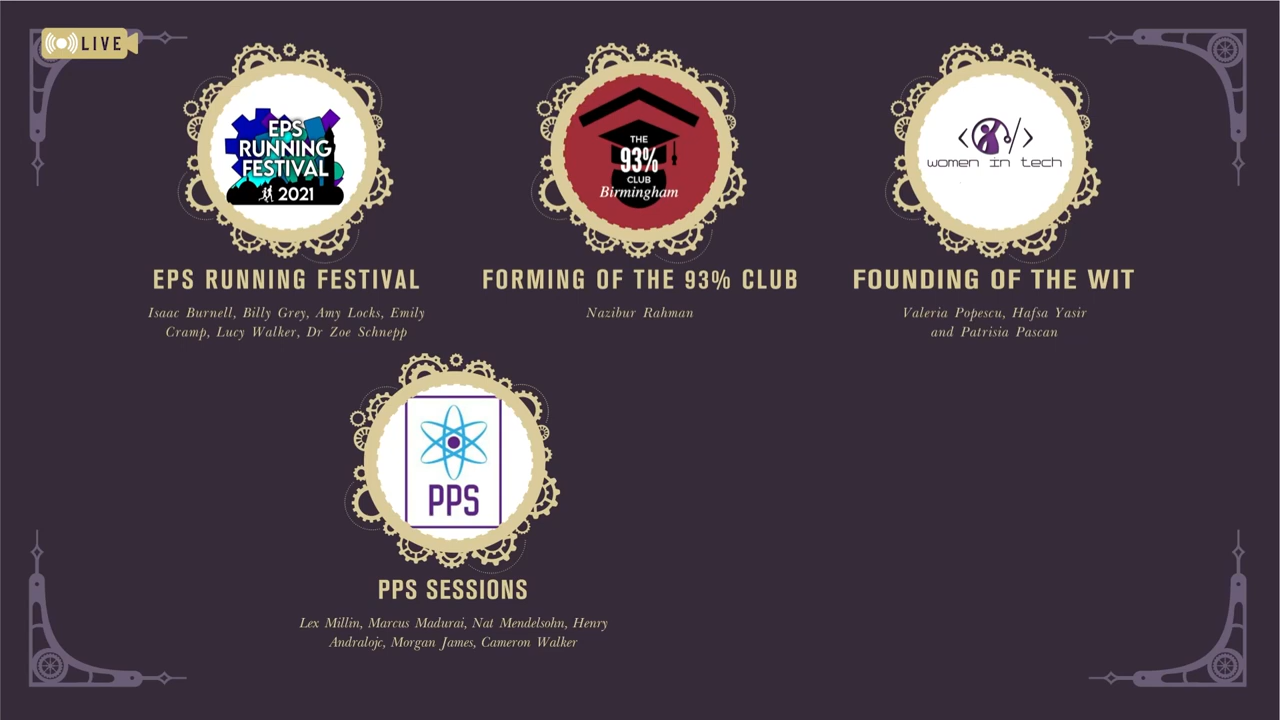 LIVE
EPS
RUNNING
FESTIVAL
2021
THE
93%
CLUB
Birmingham
women in tech
EPS RUNNING FESTIVAL
Isaac Burnell, Billy Grey, Amy Locks, Emily
Cramp, Lucy Walker, Dr Zoe Schnepp
FORMING OF THE 93% CLUB
Nazibur Rahman
FOUNDING OF THE WIT
Valeria Popescu, Hafsa Yasir
and Patrisia Pascan
PPS
PPS SESSIONS
Lex Millin, Marcus Madurai, Nat Mendelsohn, Henry
Andralojc, Morgan James, Cameron Walker